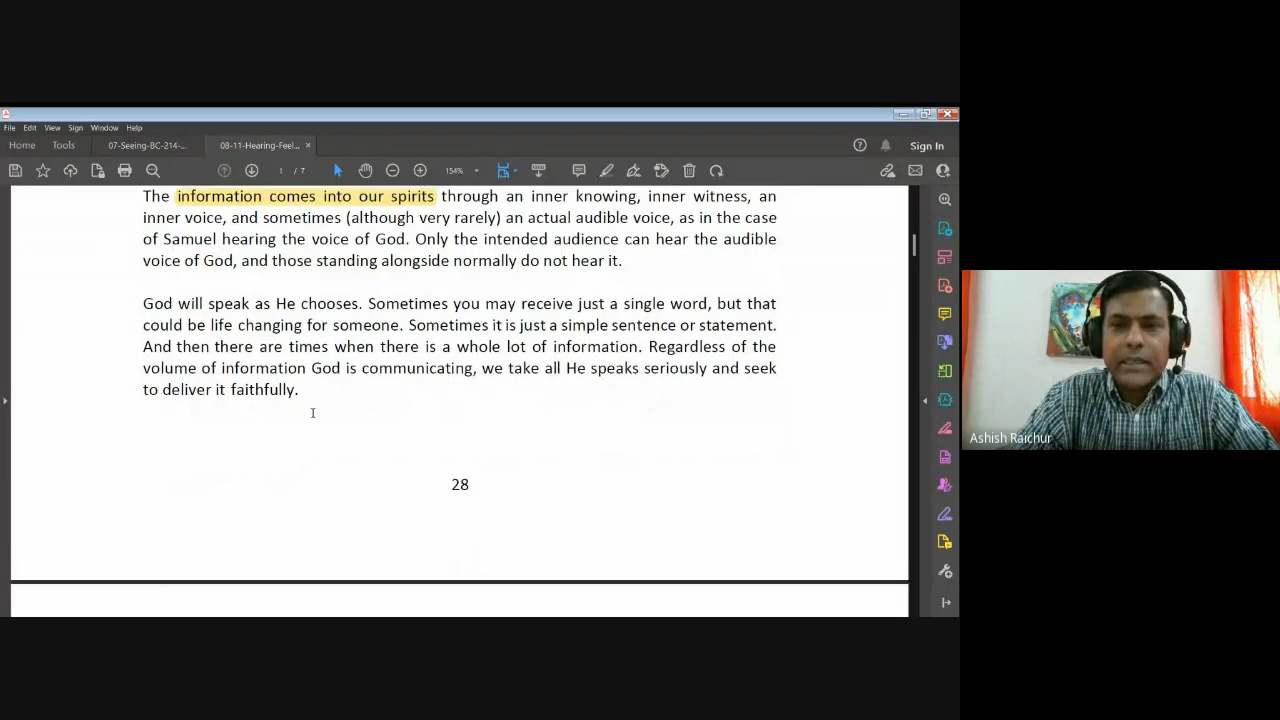 File Edit View Sign Window Help
Home Tools 07-Seeing-BC-214-... 08-11-Hearing-Feel... × Sign In
1 / 7 154%
The information comes into our spirits through an inner knowing, inner witness, an
inner voice, and sometimes (although very rarely) an actual audible voice, as in the case
of Samuel hearing the voice of God. Only the intended audience can hear the audible
voice of God, and those standing alongside normally do not hear it.
God will speak as He chooses. Sometimes you may receive just a single word, but that
could be life changing for someone. Sometimes it is just a simple sentence or statement.
And then there are times when there is a whole lot of information. Regardless of the
volume of information God is communicating, we take all He speaks seriously and seek
to deliver it faithfully.
28
Ashish Raichur